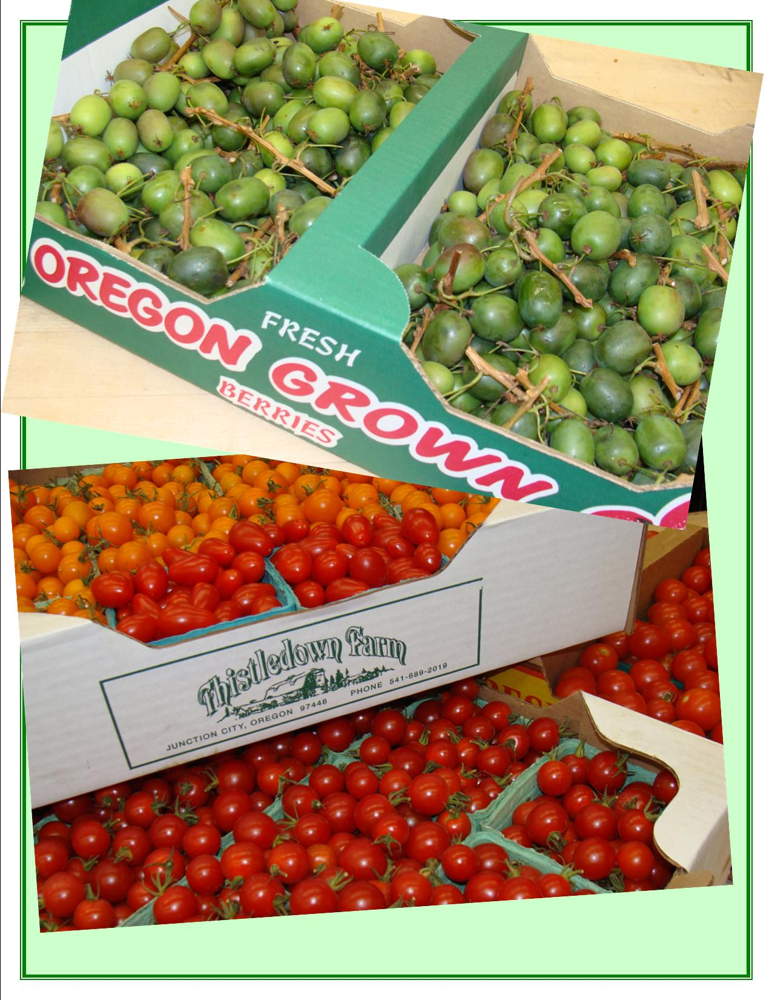 OREGON
FRESH
GROWN
BERRIES
Thistledown Farm
JUNCTION CITY, OREGON 97448
PHONE 541-689-2019